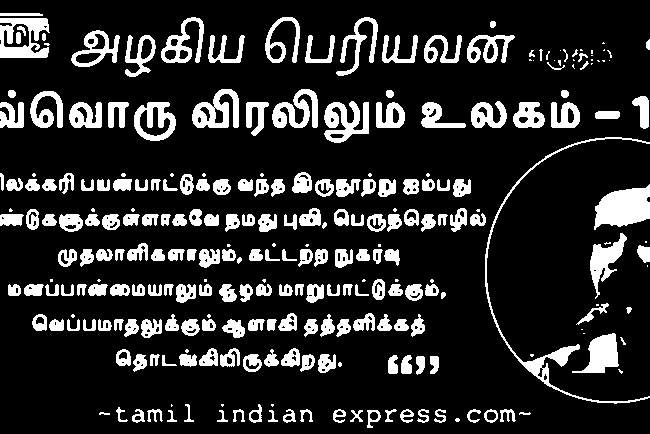 தமிழ்
அழகிய பெரியவன் எழுதும்
வ்வொரு விரலிலும் உலகம் – 1
நிலக்கரி பயன்பாட்டுக்கு வந்த இருநூற்று ஐம்பது
ண்டுகளுக்குள்ளாகவே நமது புவி, பெருந்தொழில்
முதலாளிகளாலும், கட்டற்ற நுகர்வு
மனப்பான்மையாலும் சூழல் மாறுபாட்டுக்கும்,
வெப்பமாதலுக்கும் ஆளாகி தத்தளிக்கத்
தொடங்கியிருக்கிறது. “”
~tamil indian express.com~